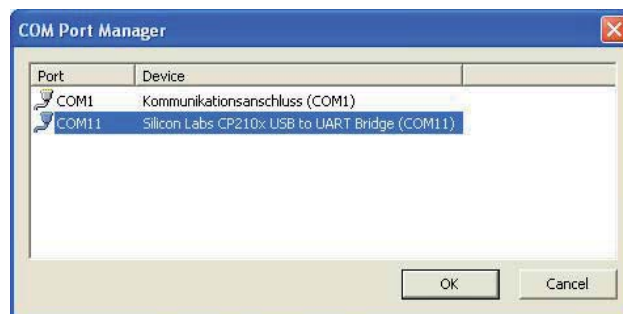 COM Port Manager
Port Device
COM1 Kommunikationsanschluss (COM1)
COM11 Silicon Labs CP210x USB to UART Bridge (COM11)
OK Cancel